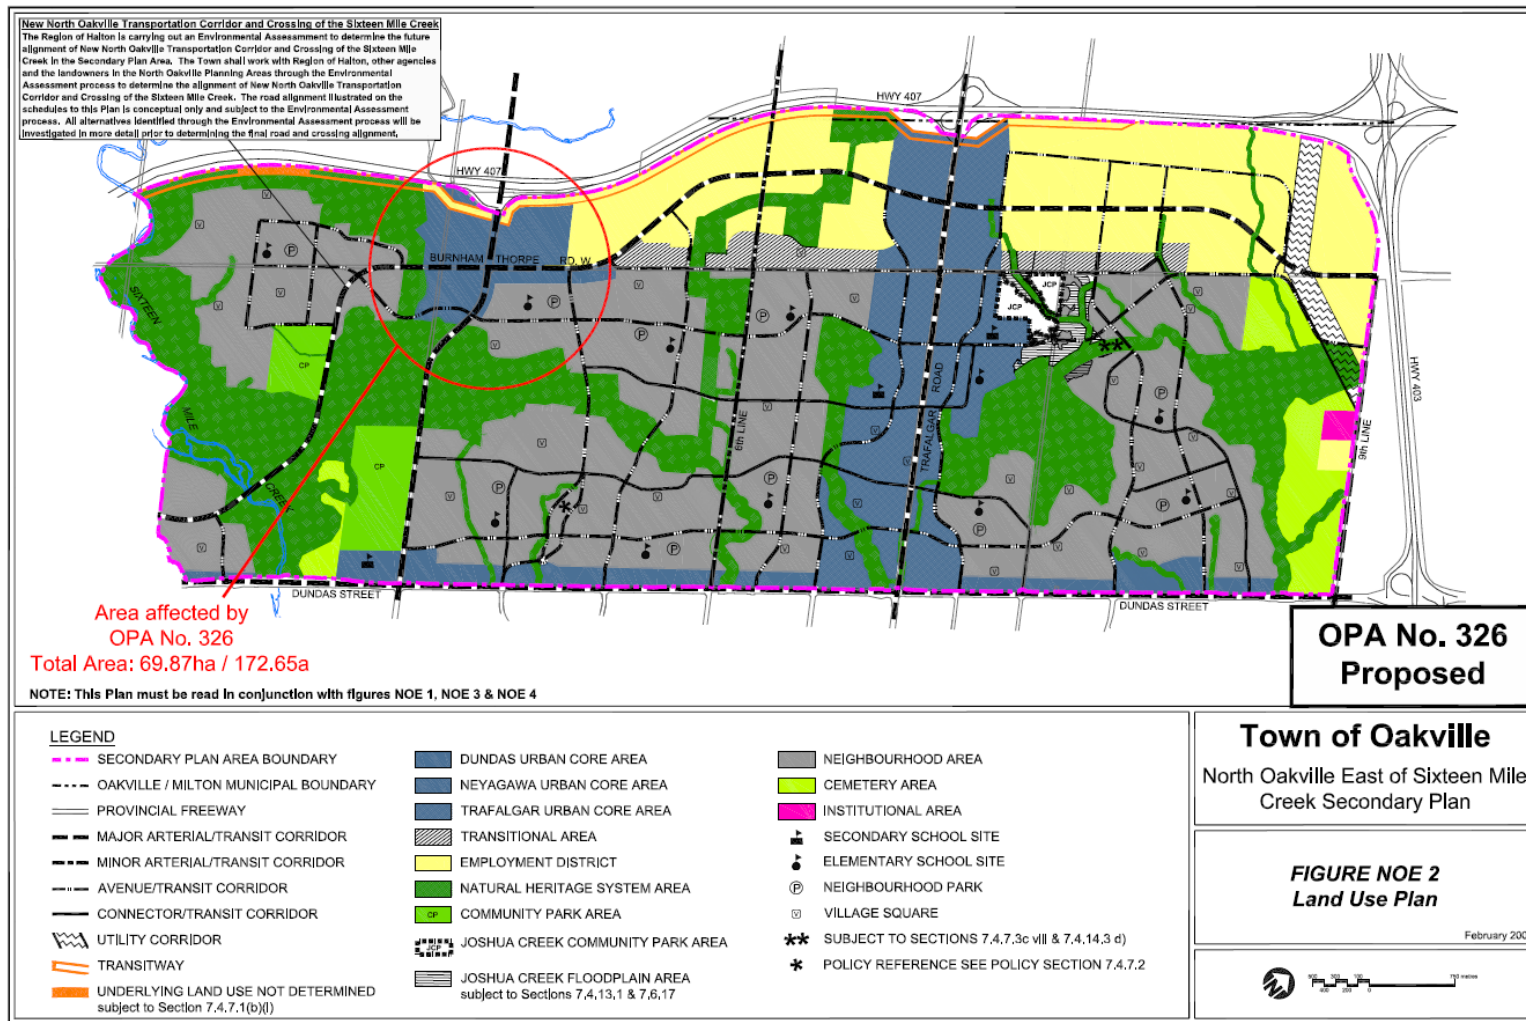 New North Oakville Transportation Corridor and Crossing of the Sixteen Mile Creek
The Region of Halton is carrying out an Environmental Assessment to determine the future
alignment of New North Oakville Transportation Corridor and Crossing of the Sixteen Mile
Creek in the Secondary Plan Area. The Town shall work with Region of Halton, other agencies
and the landowners in the North Oakville Planning Areas through the Environmental
Assessment process to determine the alignment of New North Oakville Transportation
Corridor and Crossing of the Sixteen Mile Creek. The road alignment illustrated on the
schedules to this Plan is conceptual only and subject to the Environmental Assessment
process. All alternatives identified through the Environmental Assessment process will be
investigated in more detail prior to determining the final road and crossing alignment.
HWY 407
HWY 407
BURNHAM THORPE RD. W.
SIXTEEN
MILE
CREEK
JCP
JCP
CP
CP
6th LINE
TRAFALGAR ROAD
HWY 403
9th LINE
DUNDAS STREET
DUNDAS STREET
Area affected by
OPA No. 326
Total Area: 69.87ha / 172.65a
NOTE: This Plan must be read in conjunction with figures NOE 1, NOE 3 & NOE 4
OPA No. 326
Proposed
LEGEND
SECONDARY PLAN AREA BOUNDARY
OAKVILLE / MILTON MUNICIPAL BOUNDARY
PROVINCIAL FREEWAY
MAJOR ARTERIAL/TRANSIT CORRIDOR
MINOR ARTERIAL/TRANSIT CORRIDOR
AVENUE/TRANSIT CORRIDOR
CONNECTOR/TRANSIT CORRIDOR
UTILITY CORRIDOR
TRANSITWAY
UNDERLYING LAND USE NOT DETERMINED
subject to Section 7.4.7.1(b)(i)
DUNDAS URBAN CORE AREA
NEYAGAWA URBAN CORE AREA
TRAFALGAR URBAN CORE AREA
TRANSITIONAL AREA
EMPLOYMENT DISTRICT
NATURAL HERITAGE SYSTEM AREA
CP COMMUNITY PARK AREA
JCP JOSHUA CREEK COMMUNITY PARK AREA
JOSHUA CREEK FLOODPLAIN AREA
subject to Sections 7.4.13.1 & 7.6.17
NEIGHBOURHOOD AREA
CEMETERY AREA
INSTITUTIONAL AREA
SECONDARY SCHOOL SITE
ELEMENTARY SCHOOL SITE
P NEIGHBOURHOOD PARK
V VILLAGE SQUARE
** SUBJECT TO SECTIONS 7.4.7.3c viii & 7.4.14.3 d)
* POLICY REFERENCE SEE POLICY SECTION 7.4.7.2
Town of Oakville
North Oakville East of Sixteen Mile
Creek Secondary Plan
FIGURE NOE 2
Land Use Plan
February 200